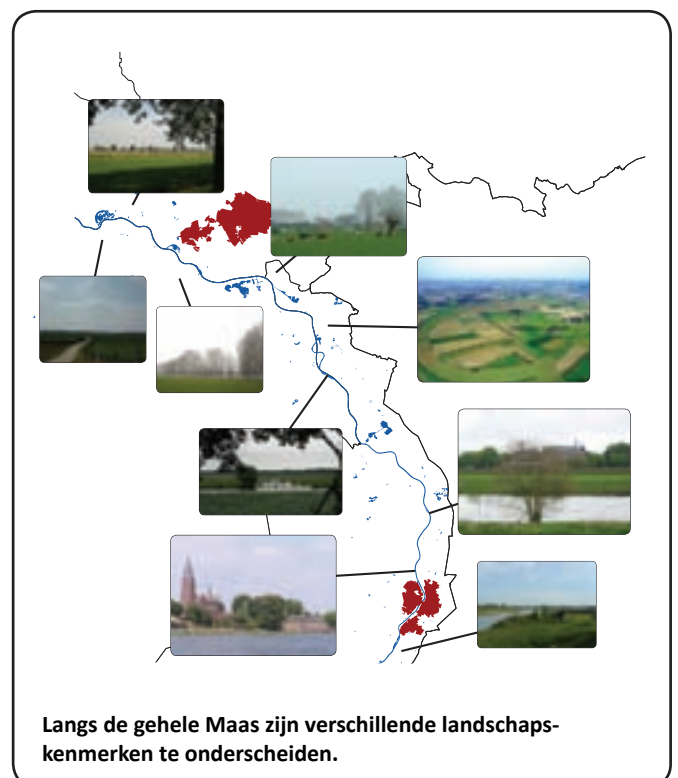 Langs de gehele Maas zijn verschillende landschaps-
kenmerken te onderscheiden.